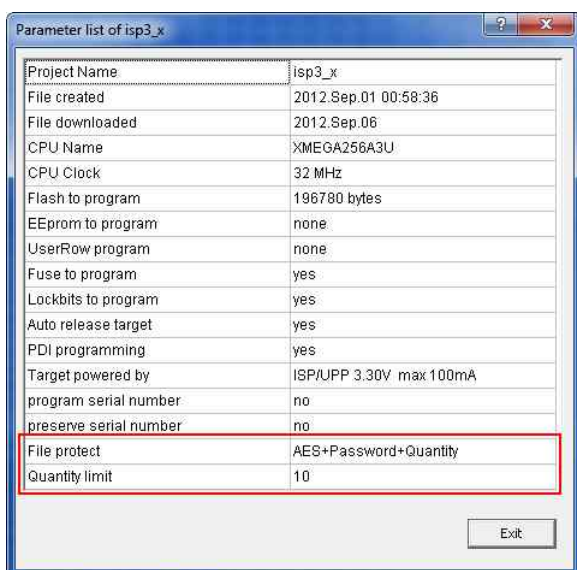 Parameter list of isp3_x
Project Name isp3_x
File created 2012.Sep.01 00:58:36
File downloaded 2012.Sep.06
CPU Name XMEGA256A3U
CPU Clock 32 MHz
Flash to program 196780 bytes
EEprom to program none
UserRow program none
Fuse to program yes
Lockbits to program yes
Auto release target yes
PDI programming yes
Target powered by ISP/UPP 3.30V max 100mA
program serial number no
preserve serial number no
File protect AES+Password+Quantity
Quantity limit 10
Exit